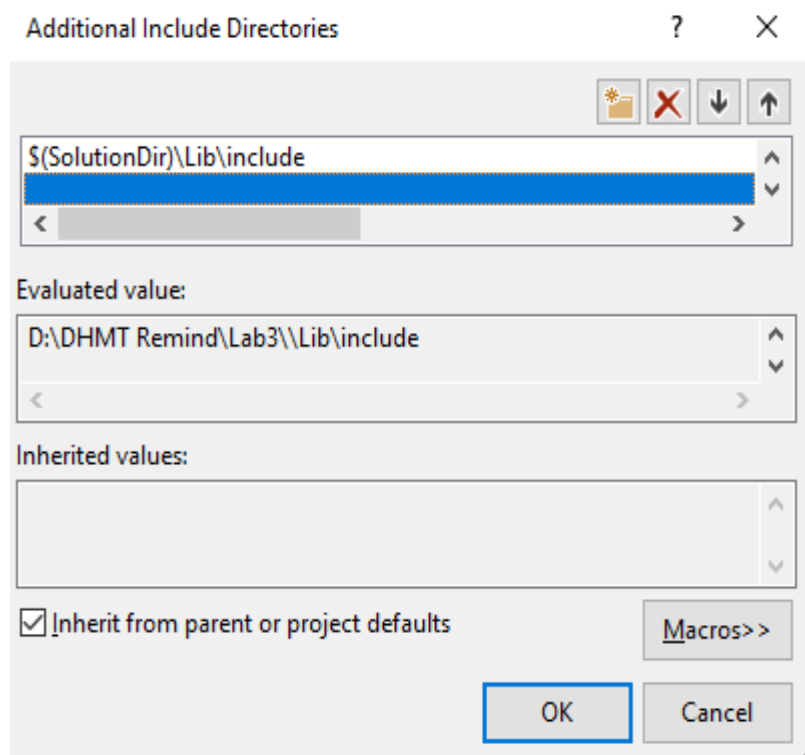 Additional Include Directories ?
$(SolutionDir)\Lib\include
Evaluated value:
D:\DHMT Remind\Lab3\\Lib\include
Inherited values:
Inherit from parent or project defaults
Macros>>
OK Cancel